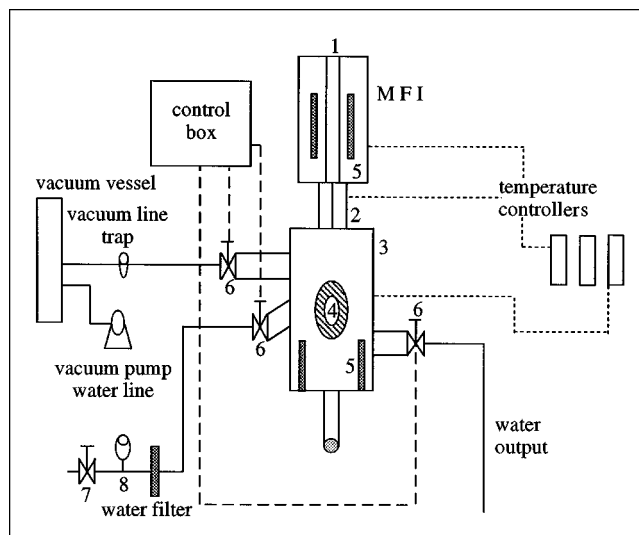 1
control
box
M F I
5
vacuum vessel
vacuum line
trap
temperature
controllers
2
3
6
4
6
6
5
vacuum pump
water line
water
output
7
8
water filter